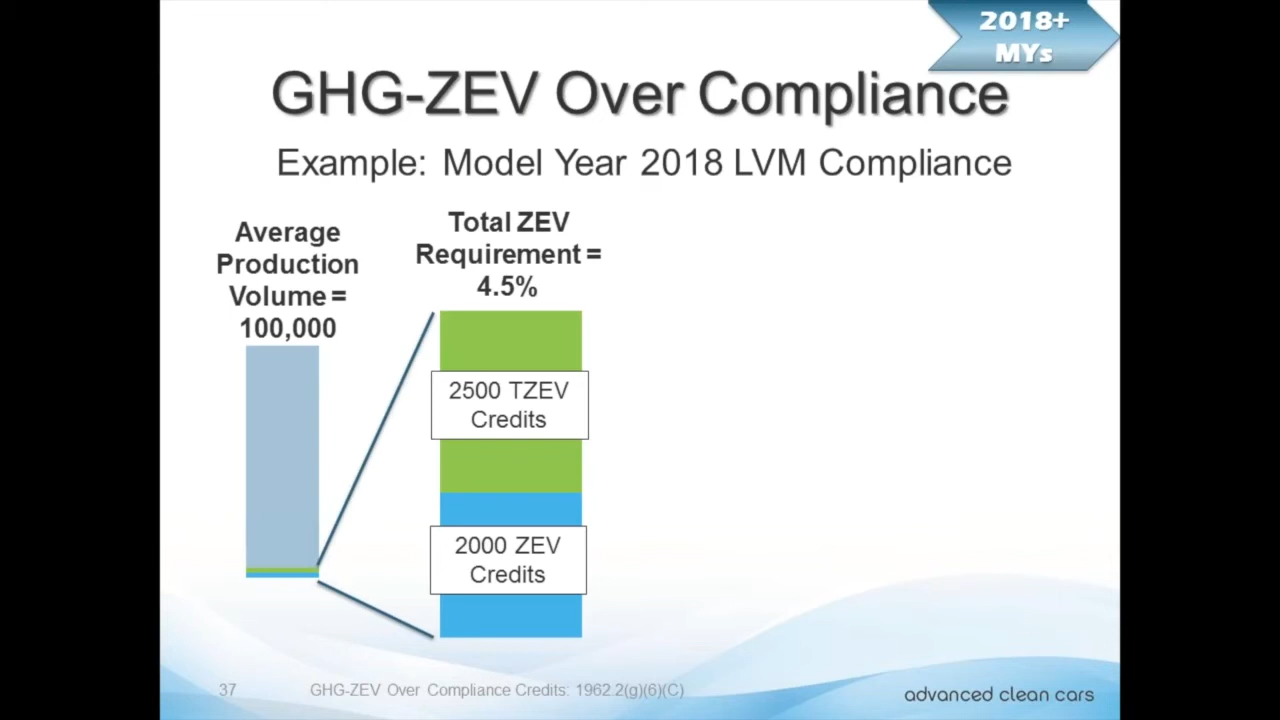 2018+
MYs
GHG-ZEV Over Compliance
Example: Model Year 2018 LVM Compliance
Average
Production
Volume =
100,000
Total ZEV
Requirement =
4.5%
2500 TZEV
Credits
2000 ZEV
Credits
37
GHG-ZEV Over Compliance Credits: 1962.2(g)(6)(C)
advanced clean cars